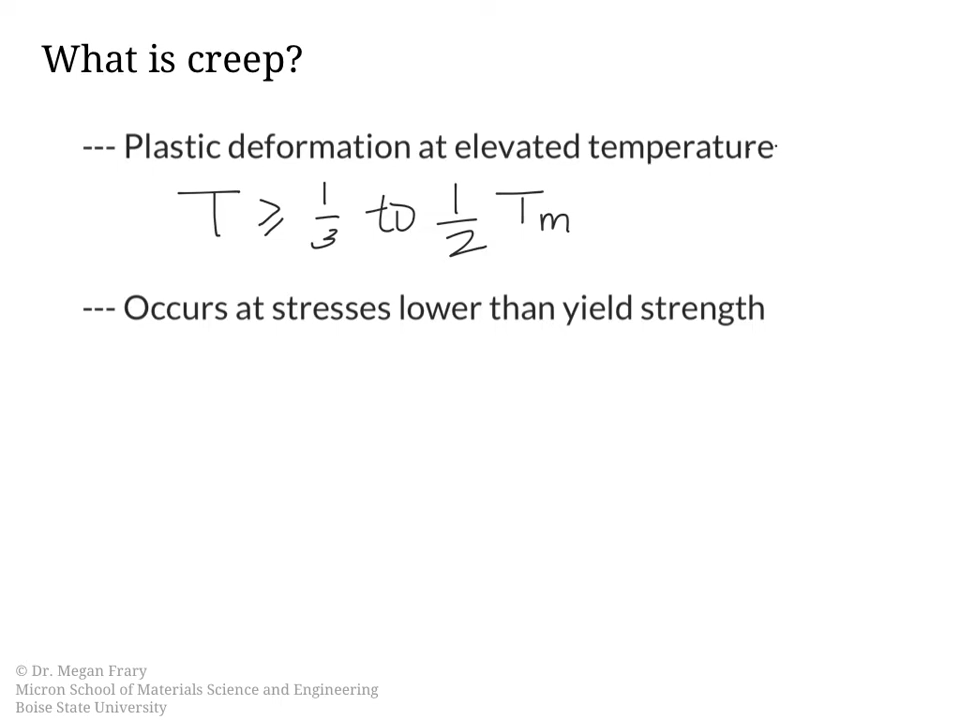 What is creep?
--- Plastic deformation at elevated temperature
T ⩾ 1/3 to 1/2 Tm
--- Occurs at stresses lower than yield strength
© Dr. Megan Frary
Micron School of Materials Science and Engineering
Boise State University